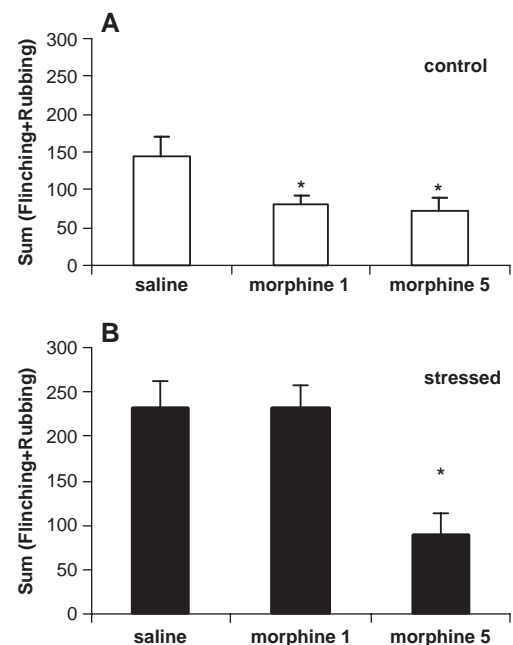 A
control
Sum (Flinching+Rubbing)
300
250
200
150
100
50
0
*
*
saline morphine 1 morphine 5
B
stressed
Sum (Flinching+Rubbing)
300
250
200
150
100
50
0
*
saline morphine 1 morphine 5